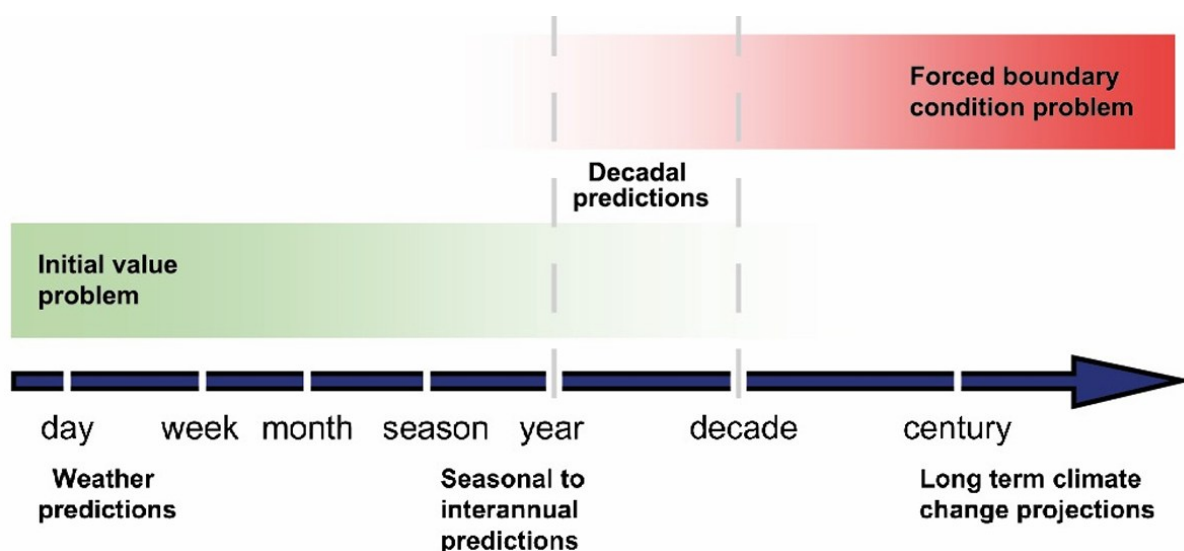 Forced boundary
condition problem
Decadal
predictions
Initial value
problem
day week month season year decade century
Weather
predictions
Seasonal to
interannual
predictions
Long term climate
change projections